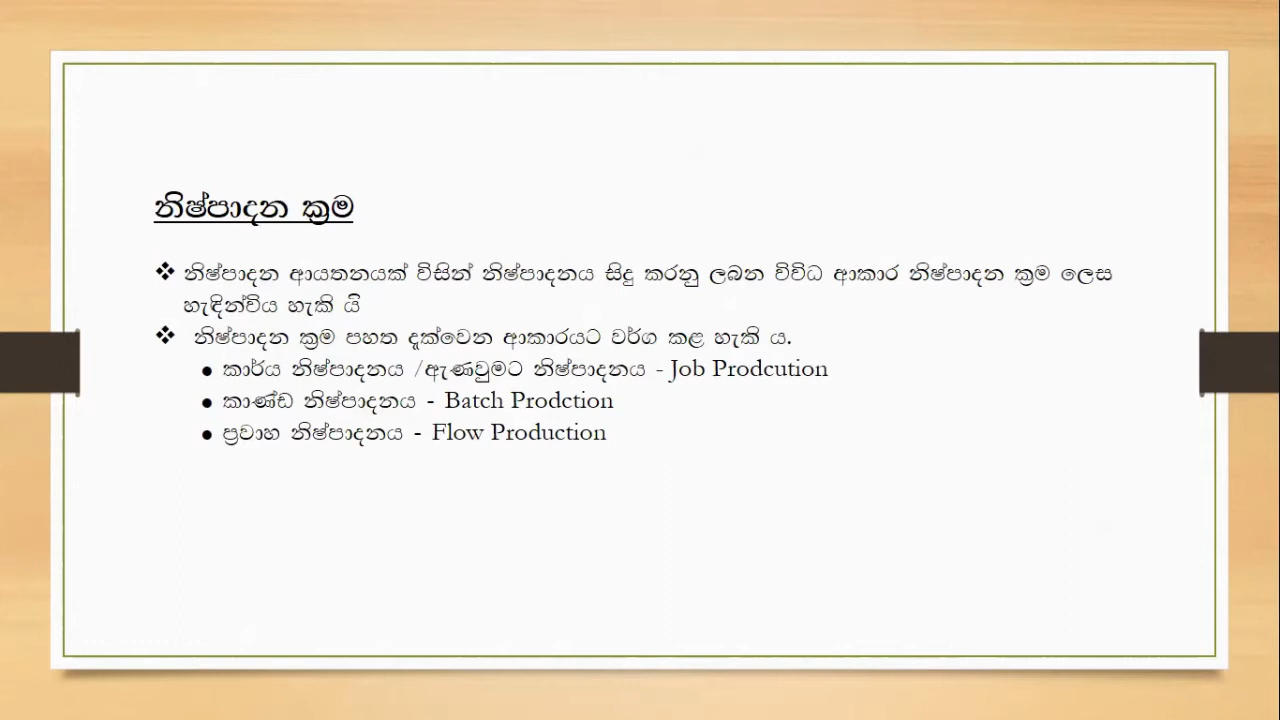 නිෂ්පාදන ක්‍රම
❖ නිෂ්පාදන ආයතනයක් විසින් නිෂ්පාදනය සිදු කරනු ලබන විවිධ ආකාර නිෂ්පාදන ක්‍රම ලෙස
හැඳින්විය හැකි යි
❖ නිෂ්පාදන ක්‍රම පහත දැක්වෙන ආකාරයට වර්ග කළ හැකි ය.
● කාර්ය නිෂ්පාදනය /ඇණවුමට නිෂ්පාදනය - Job Prodcution
● කාණ්ඩ නිෂ්පාදනය - Batch Prodction
● ප්‍රවාහ නිෂ්පාදනය - Flow Production